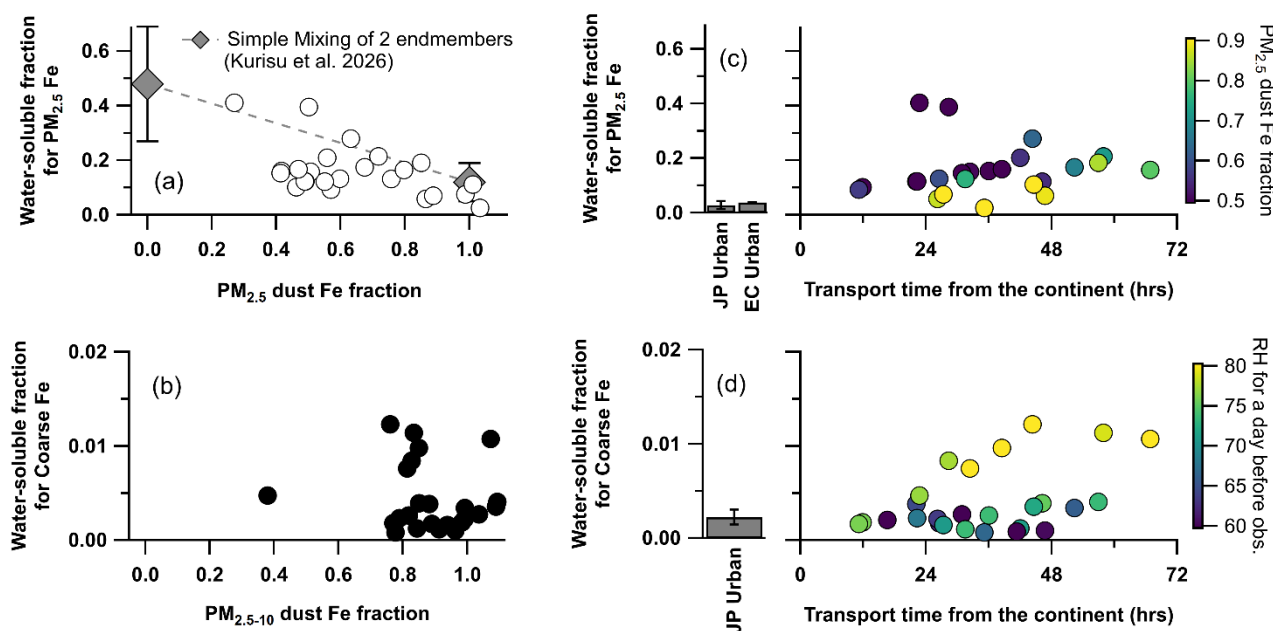 Water-soluble fraction
for PM2.5 Fe
0.6
0.4
0.2
0.0
Simple Mixing of 2 endmembers
(Kurisu et al. 2026)
(a)
0.0 0.2 0.4 0.6 0.8 1.0
PM2.5 dust Fe fraction
Water-soluble fraction
for PM2.5 Fe
0.6
0.4
0.2
0.0
(c)
JP Urban
EC Urban
0 24 48 72
Transport time from the continent (hrs)
0.9
0.8
0.7
0.6
0.5
PM2.5 dust Fe fraction
Water-soluble fraction
for Coarse Fe
0.02
0.01
0.00
(b)
0.0 0.2 0.4 0.6 0.8 1.0
PM2.5-10 dust Fe fraction
Water-soluble fraction
for Coarse Fe
0.02
0.01
0.00
(d)
JP Urban
0 24 48 72
Transport time from the continent (hrs)
80
75
70
65
60
RH for a day before obs.